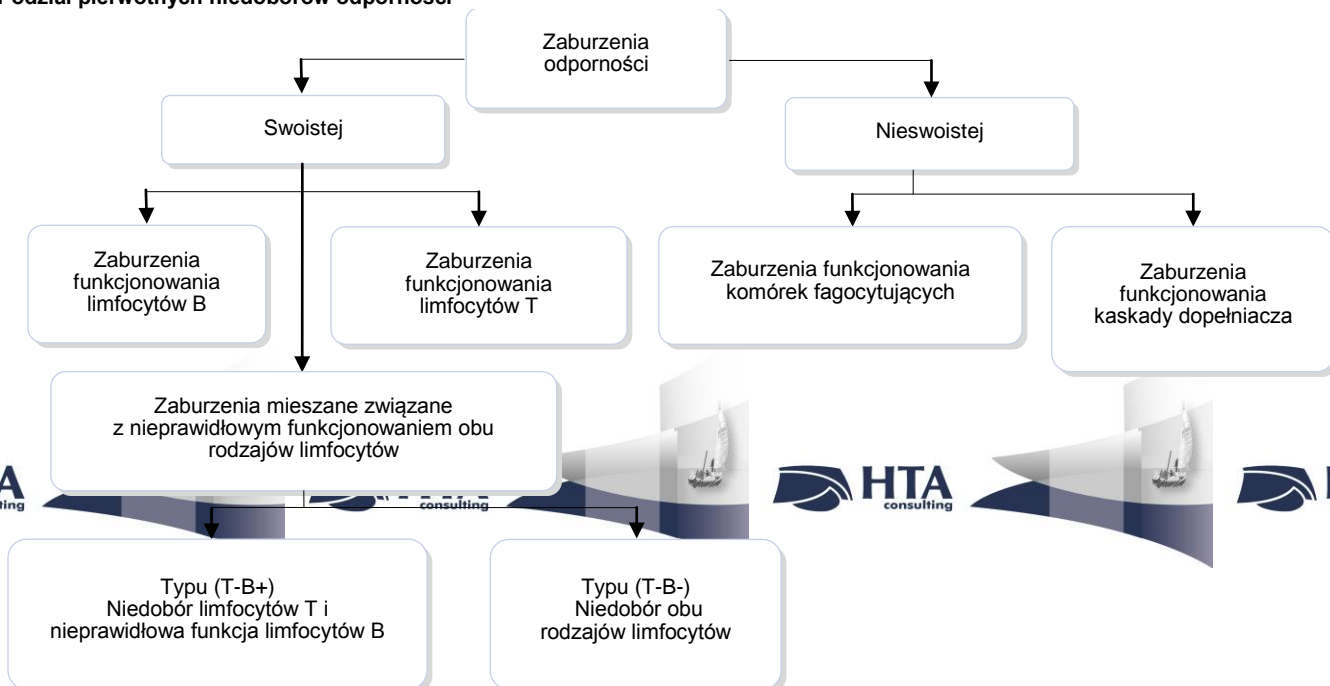 Podział pierwotnych niedoborów odporności
Zaburzenia
odporności
Swoistej
Nieswoistej
Zaburzenia
funkcjonowania
limfocytów B
Zaburzenia
funkcjonowania
limfocytów T
Zaburzenia funkcjonowania
komórek fagocytujących
Zaburzenia
funkcjonowania
kaskady dopełniacza
Zaburzenia mieszane związane
z nieprawidłowym funkcjonowaniem obu
rodzajów limfocytów
HTA
consulting
consulting
Typu (T-B+)
Niedobór limfocytów T i
nieprawidłowa funkcja limfocytów B
Typu (T-B-)
Niedobór obu
rodzajów limfocytów